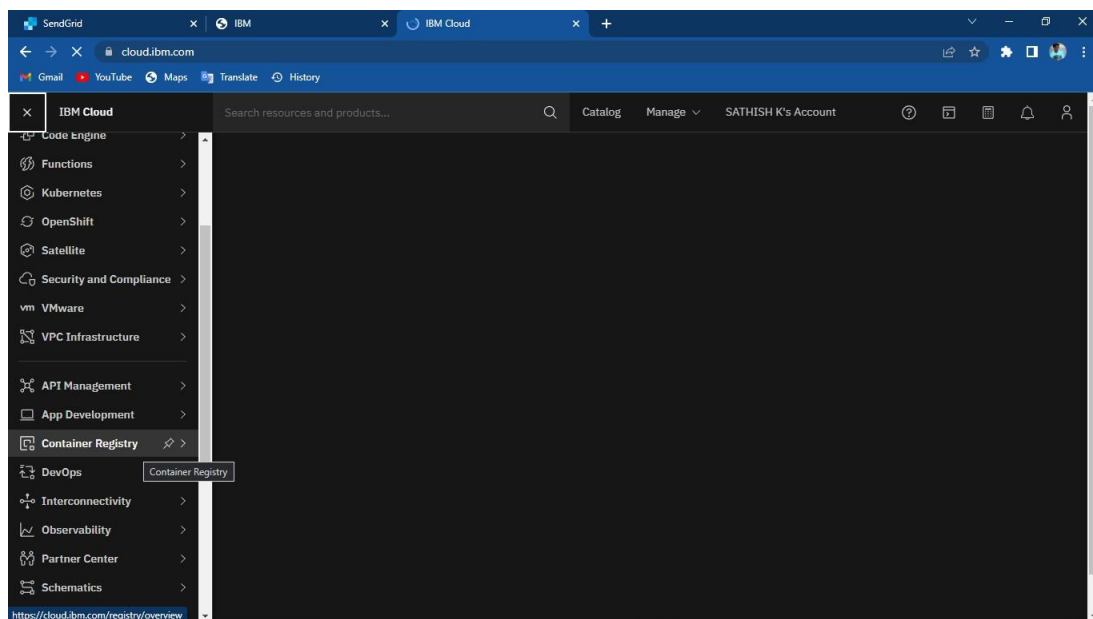 SendGrid
IBM
IBM Cloud
cloud.ibm.com
Gmail YouTube Maps Translate History
IBM Cloud Search resources and products... Catalog Manage SATHISH K's Account
Code Engine
Functions
Kubernetes
OpenShift
Satellite
Security and Compliance
vm VMware
VPC Infrastructure
API Management
App Development
Container Registry
DevOps
Container Registry
Interconnectivity
Observability
Partner Center
Schematics
https://cloud.ibm.com/registry/overview